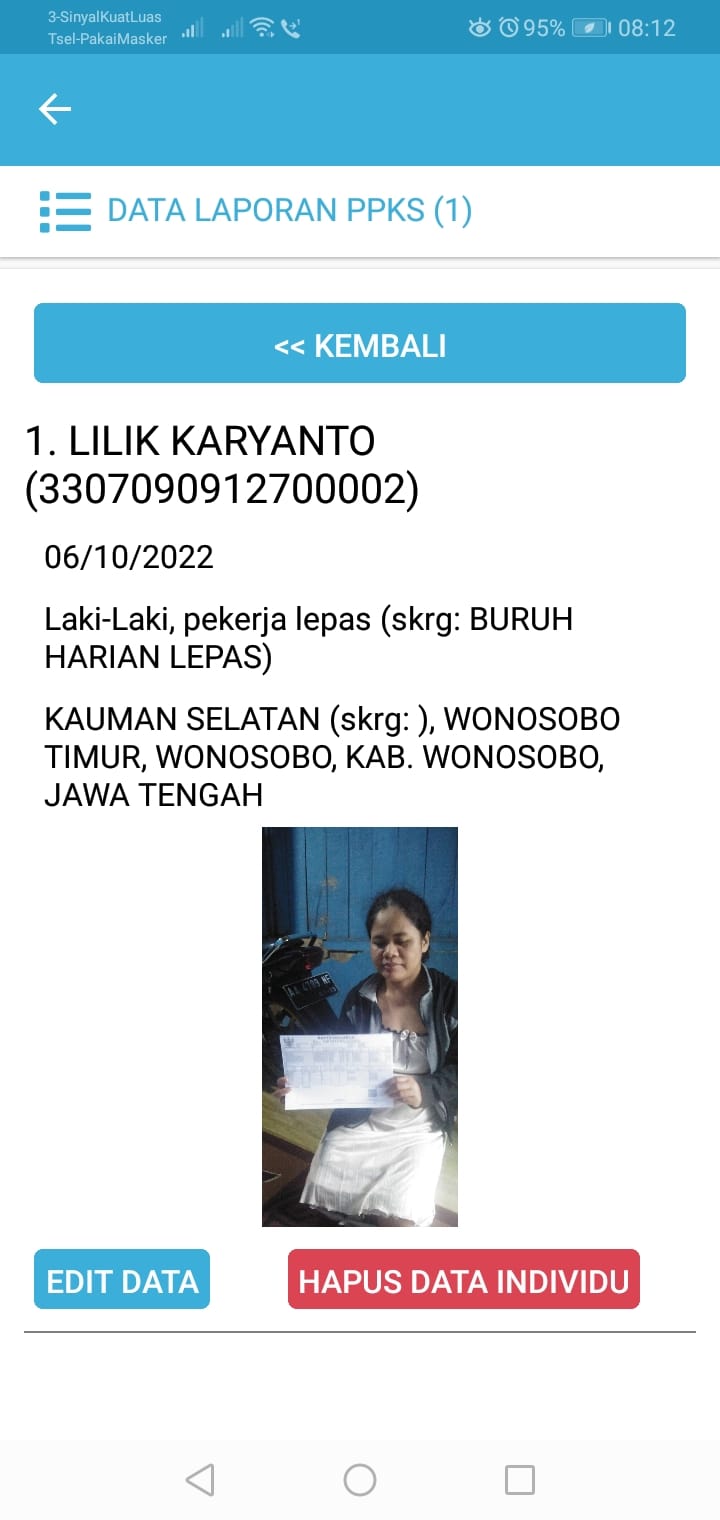 3-SinyalKuatLuas
Tsel-PakaiMasker
95% 08:12
DATA LAPORAN PPKS (1)
<< KEMBALI
1. LILIK KARYANTO
(3307090912700002)
06/10/2022
Laki-Laki, pekerja lepas (skrg: BURUH
HARIAN LEPAS)
KAUMAN SELATAN (skrg: ), WONOSOBO
TIMUR, WONOSOBO, KAB. WONOSOBO,
JAWA TENGAH
EDIT DATA
HAPUS DATA INDIVIDU